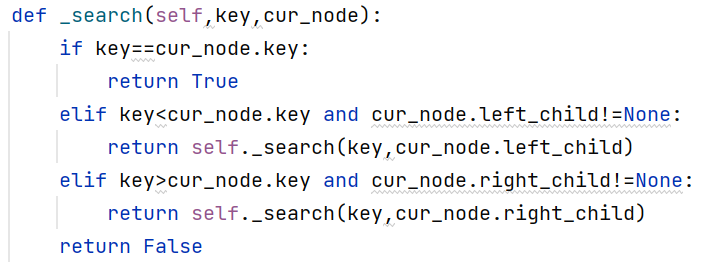 def _search(self,key,cur_node):
    if key==cur_node.key:
        return True
    elif key<cur_node.key and cur_node.left_child!=None:
        return self._search(key,cur_node.left_child)
    elif key>cur_node.key and cur_node.right_child!=None:
        return self._search(key,cur_node.right_child)
    return False